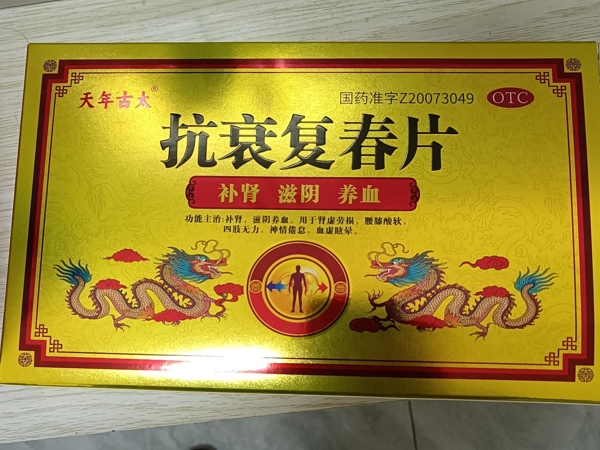 天年古太®
国药准字Z20073049 OTC
抗衰复春片
补肾 滋阴 养血
功能主治:补肾，滋阴养血。用于肾虚劳损，腰膝酸软，
四肢无力，神情倦怠，血虚眩晕。